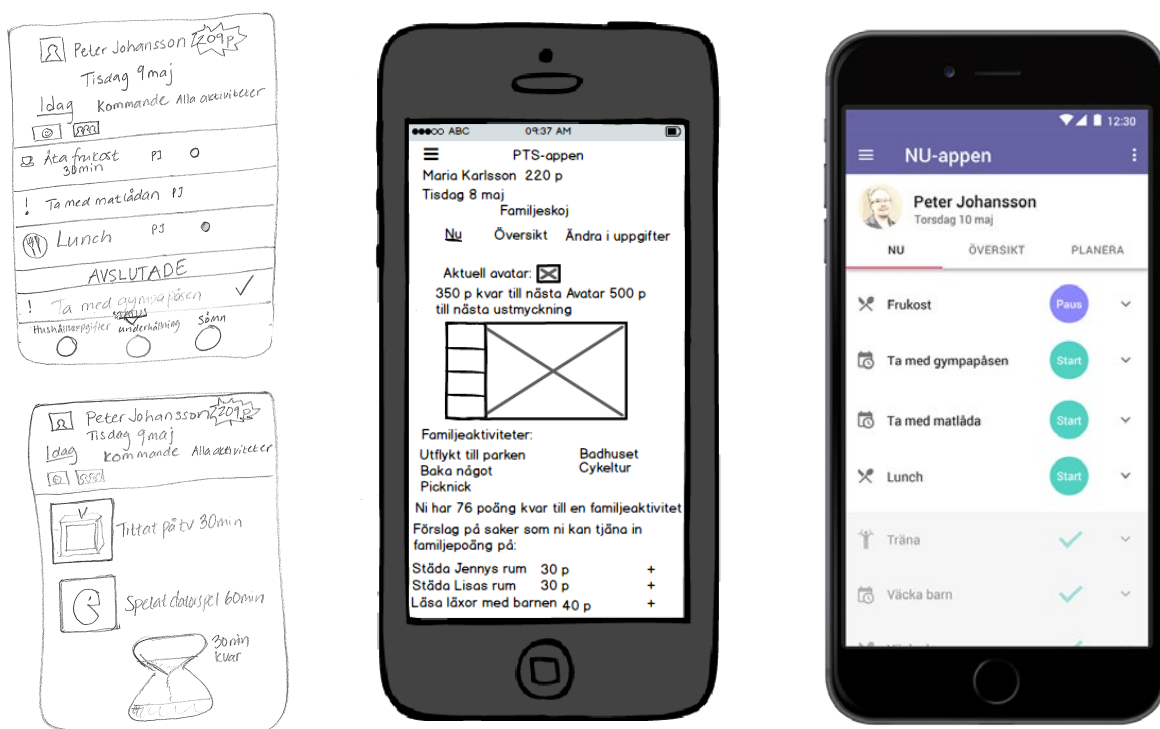 Peter Johansson 209p
Tisdag 9 maj
Idag Kommande Alla aktiviteter
Äta frukost PJ
30min
! Ta med matlådan PJ
Lunch PJ
AVSLUTADE
! Ta med gympapåsen
Hushållsuppgifter underhållning Sömn
Peter Johansson 209p
Tisdag 9 maj
Idag Kommande Alla aktiviteter
Tittat på tv 30min
Spelat datorspel 60min
30min
kvar
ABC 09:37 AM
PTS-appen
Maria Karlsson 220 p
Tisdag 8 maj
Familjeskoj
Nu Översikt Ändra i uppgifter
Aktuell avatar:
350 p kvar till nästa Avatar 500 p
till nästa ustmyckning
Familjeaktiviteter:
Utflykt till parken Badhuset
Baka något Cykeltur
Picknick
Ni har 76 poäng kvar till en familjeaktivitet
Förslag på saker som ni kan tjäna in
familjepoäng på:
Städa Jennys rum 30 p +
Städa Lisas rum 30 p +
Läsa läxor med barnen 40 p +
12:30
NU-appen
Peter Johansson
Torsdag 10 maj
NU ÖVERSIKT PLANERA
Frukost Paus
Ta med gympapåsen Start
Ta med matlåda Start
Lunch Start
Träna
Väcka barn